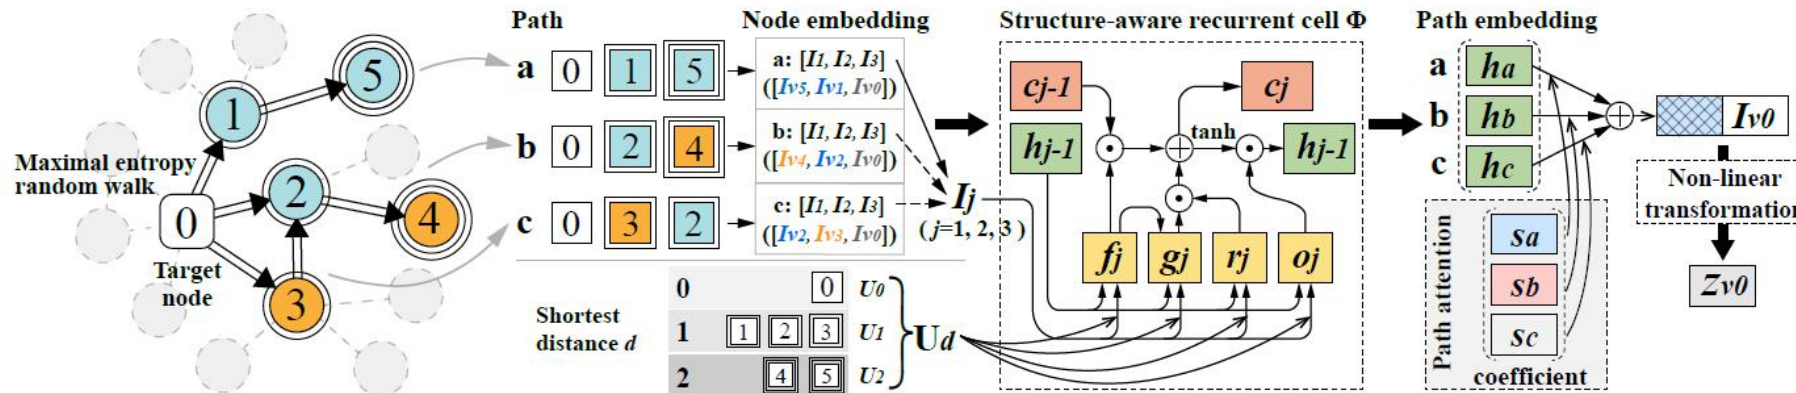 Path
Node embedding
Structure-aware recurrent cell Φ
Path embedding
5
1
2
0
4
3
Maximal entropy
random walk
Target
node
a 0 1 5
b 0 2 4
c 0 3 2
a: [I1, I2, I3]
([Iv5, Iv1, Iv0])
b: [I1, I2, I3]
([Iv4, Iv2, Iv0])
c: [I1, I2, I3]
([Iv2, Iv3, Iv0])
Ij
(j=1, 2, 3)
Shortest
distance d
0 0 U0
1 1 2 3 U1
2 4 5 U2
Ud
cj-1
cj
hj-1
tanh
hj-1
fj gj rj oj
a ha
b hb
c hc
Iv0
Non-linear
transformation
Zv0
Path attention
sa
sb
sc
coefficient